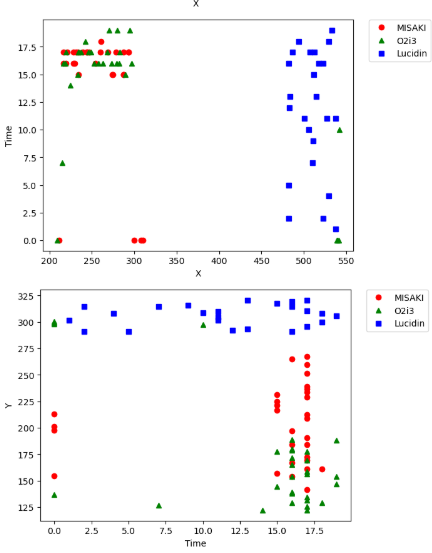 X
MISAKI
O2i3
Lucidin
17.5
15.0
12.5
10.0
7.5
5.0
2.5
0.0
Time
200 250 300 350 400 450 500 550
X
MISAKI
O2i3
Lucidin
325
300
275
250
225
200
175
150
125
Y
0.0 2.5 5.0 7.5 10.0 12.5 15.0 17.5
Time